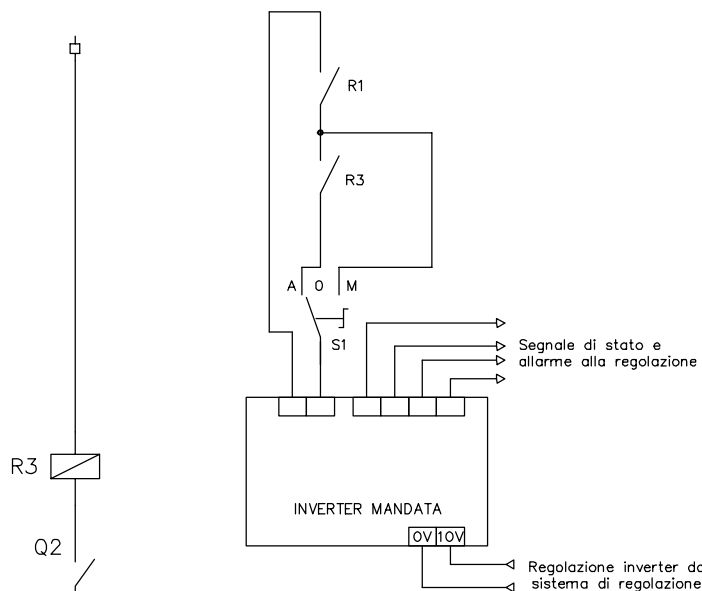 R1
R3
A O M
S1
Segnale di stato e
allarme alla regolazione
R3
INVERTER MANDATA
Q2
0V 10V
Regolazione inverter da
sistema di regolazione